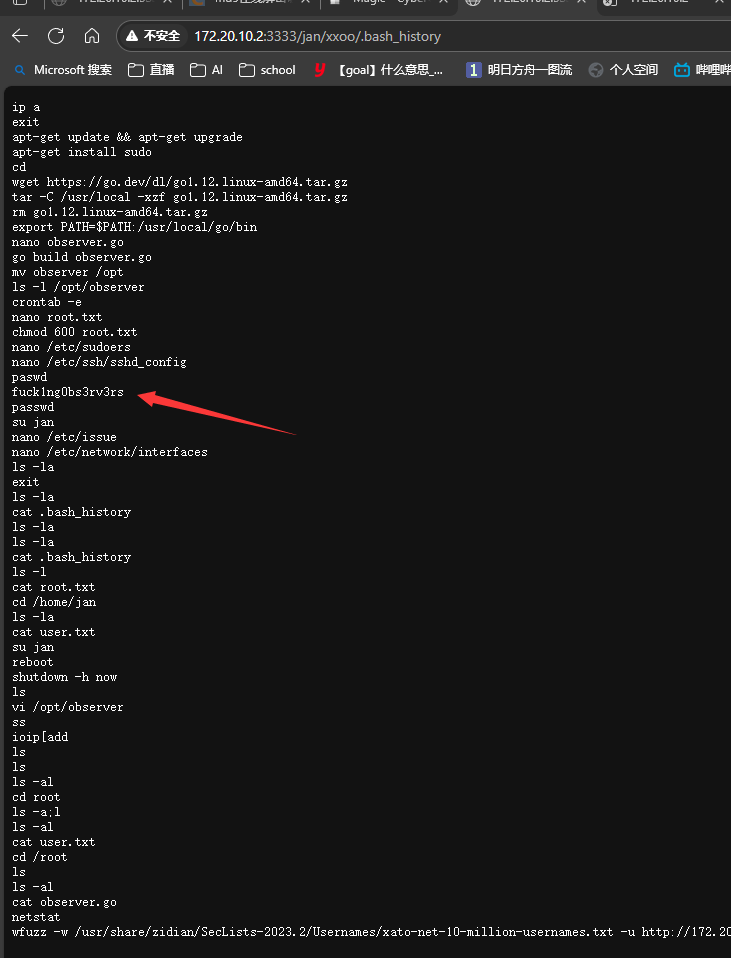 不安全 172.20.10.2:3333/jan/xxoo/.bash_history
Microsoft 搜索 直播 AI school 【goal】什么意思_... 明日方舟一图流 个人空间
ip a
exit
apt-get update && apt-get upgrade
apt-get install sudo
cd
wget https://go.dev/dl/go1.12.linux-amd64.tar.gz
tar -C /usr/local -xzf go1.12.linux-amd64.tar.gz
rm go1.12.linux-amd64.tar.gz
export PATH=$PATH:/usr/local/go/bin
nano observer.go
go build observer.go
mv observer /opt
ls -l /opt/observer
crontab -e
nano root.txt
chmod 600 root.txt
nano /etc/sudoers
nano /etc/ssh/sshd_config
paswd
fuck1ng0bs3rv3rs
passwd
su jan
nano /etc/issue
nano /etc/network/interfaces
ls -la
exit
ls -la
cat .bash_history
ls -la
ls -la
cat .bash_history
ls -l
cat root.txt
cd /home/jan
ls -la
cat user.txt
su jan
reboot
shutdown -h now
ls
vi /opt/observer
ss
ioip[add
ls
ls
ls -al
cd root
ls -a;l
ls -al
cat user.txt
cd /root
ls
ls -al
cat observer.go
netstat
wfuzz -w /usr/share/zidian/SecLists-2023.2/Usernames/xato-net-10-million-usernames.txt -u http://172.20